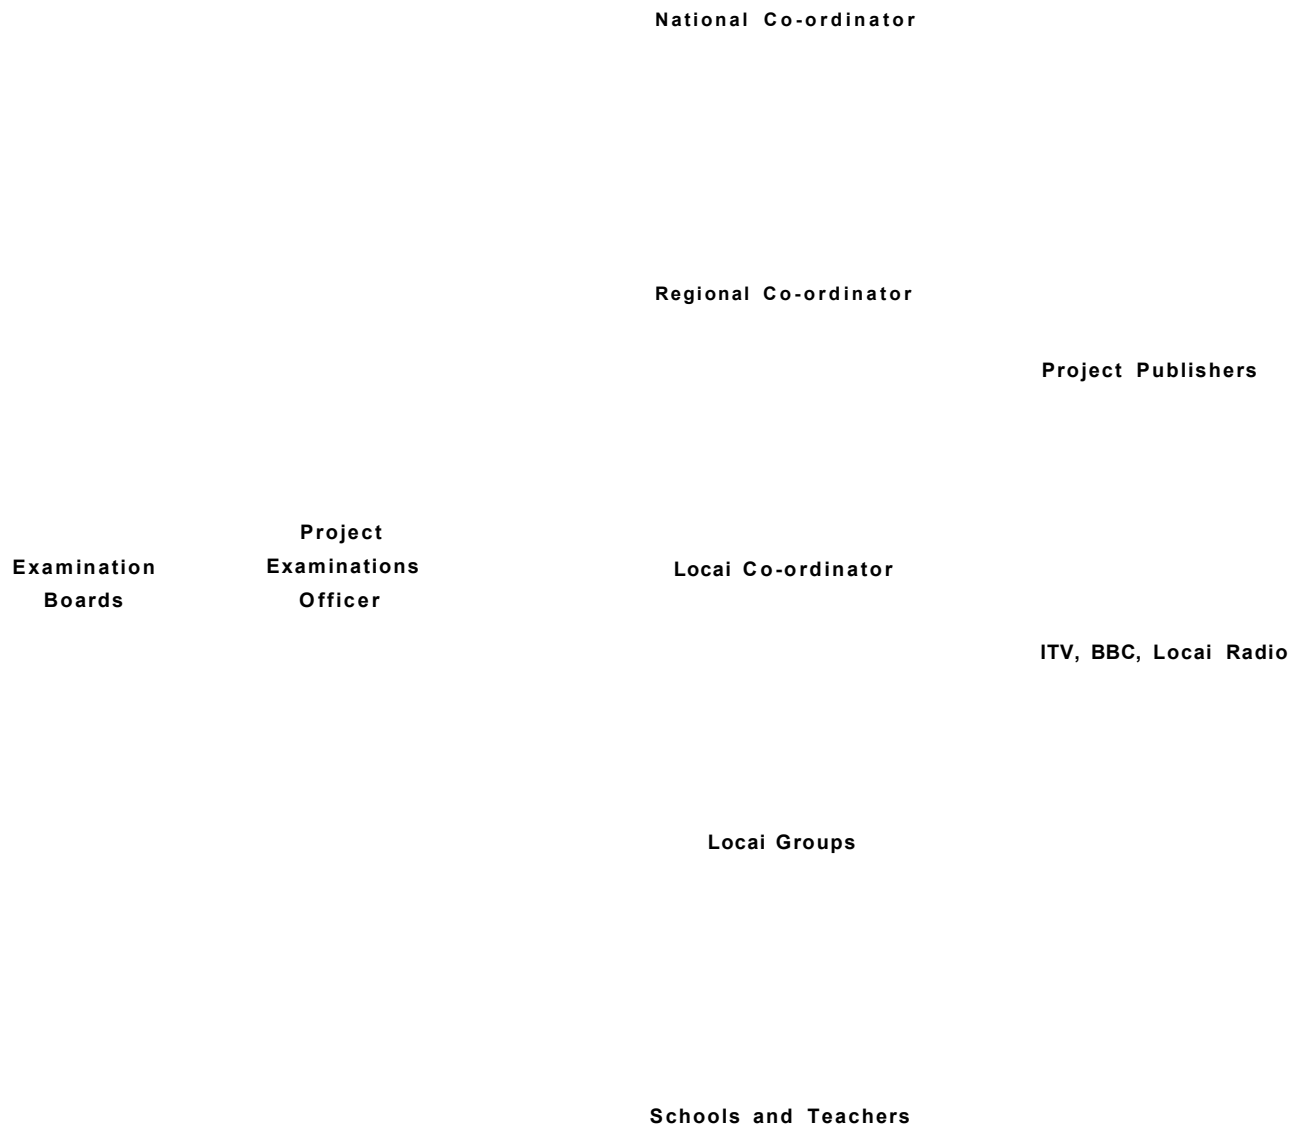 National Co-ordinator
Regional Co-ordinator
Project Publishers
Project
Examinations
Officer
Examination
Boards
Locai Co-ordinator
ITV, BBC, Locai Radio
Locai Groups
Schools and Teachers